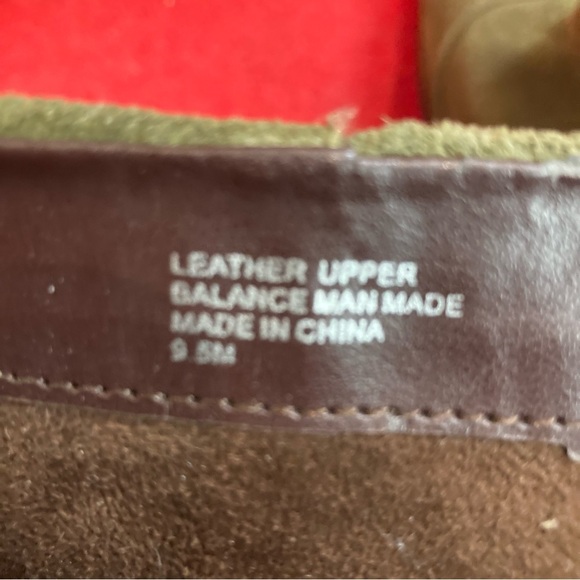 LEATHER UPPER
BALANCE MAN MADE
MADE IN CHINA
9.5M